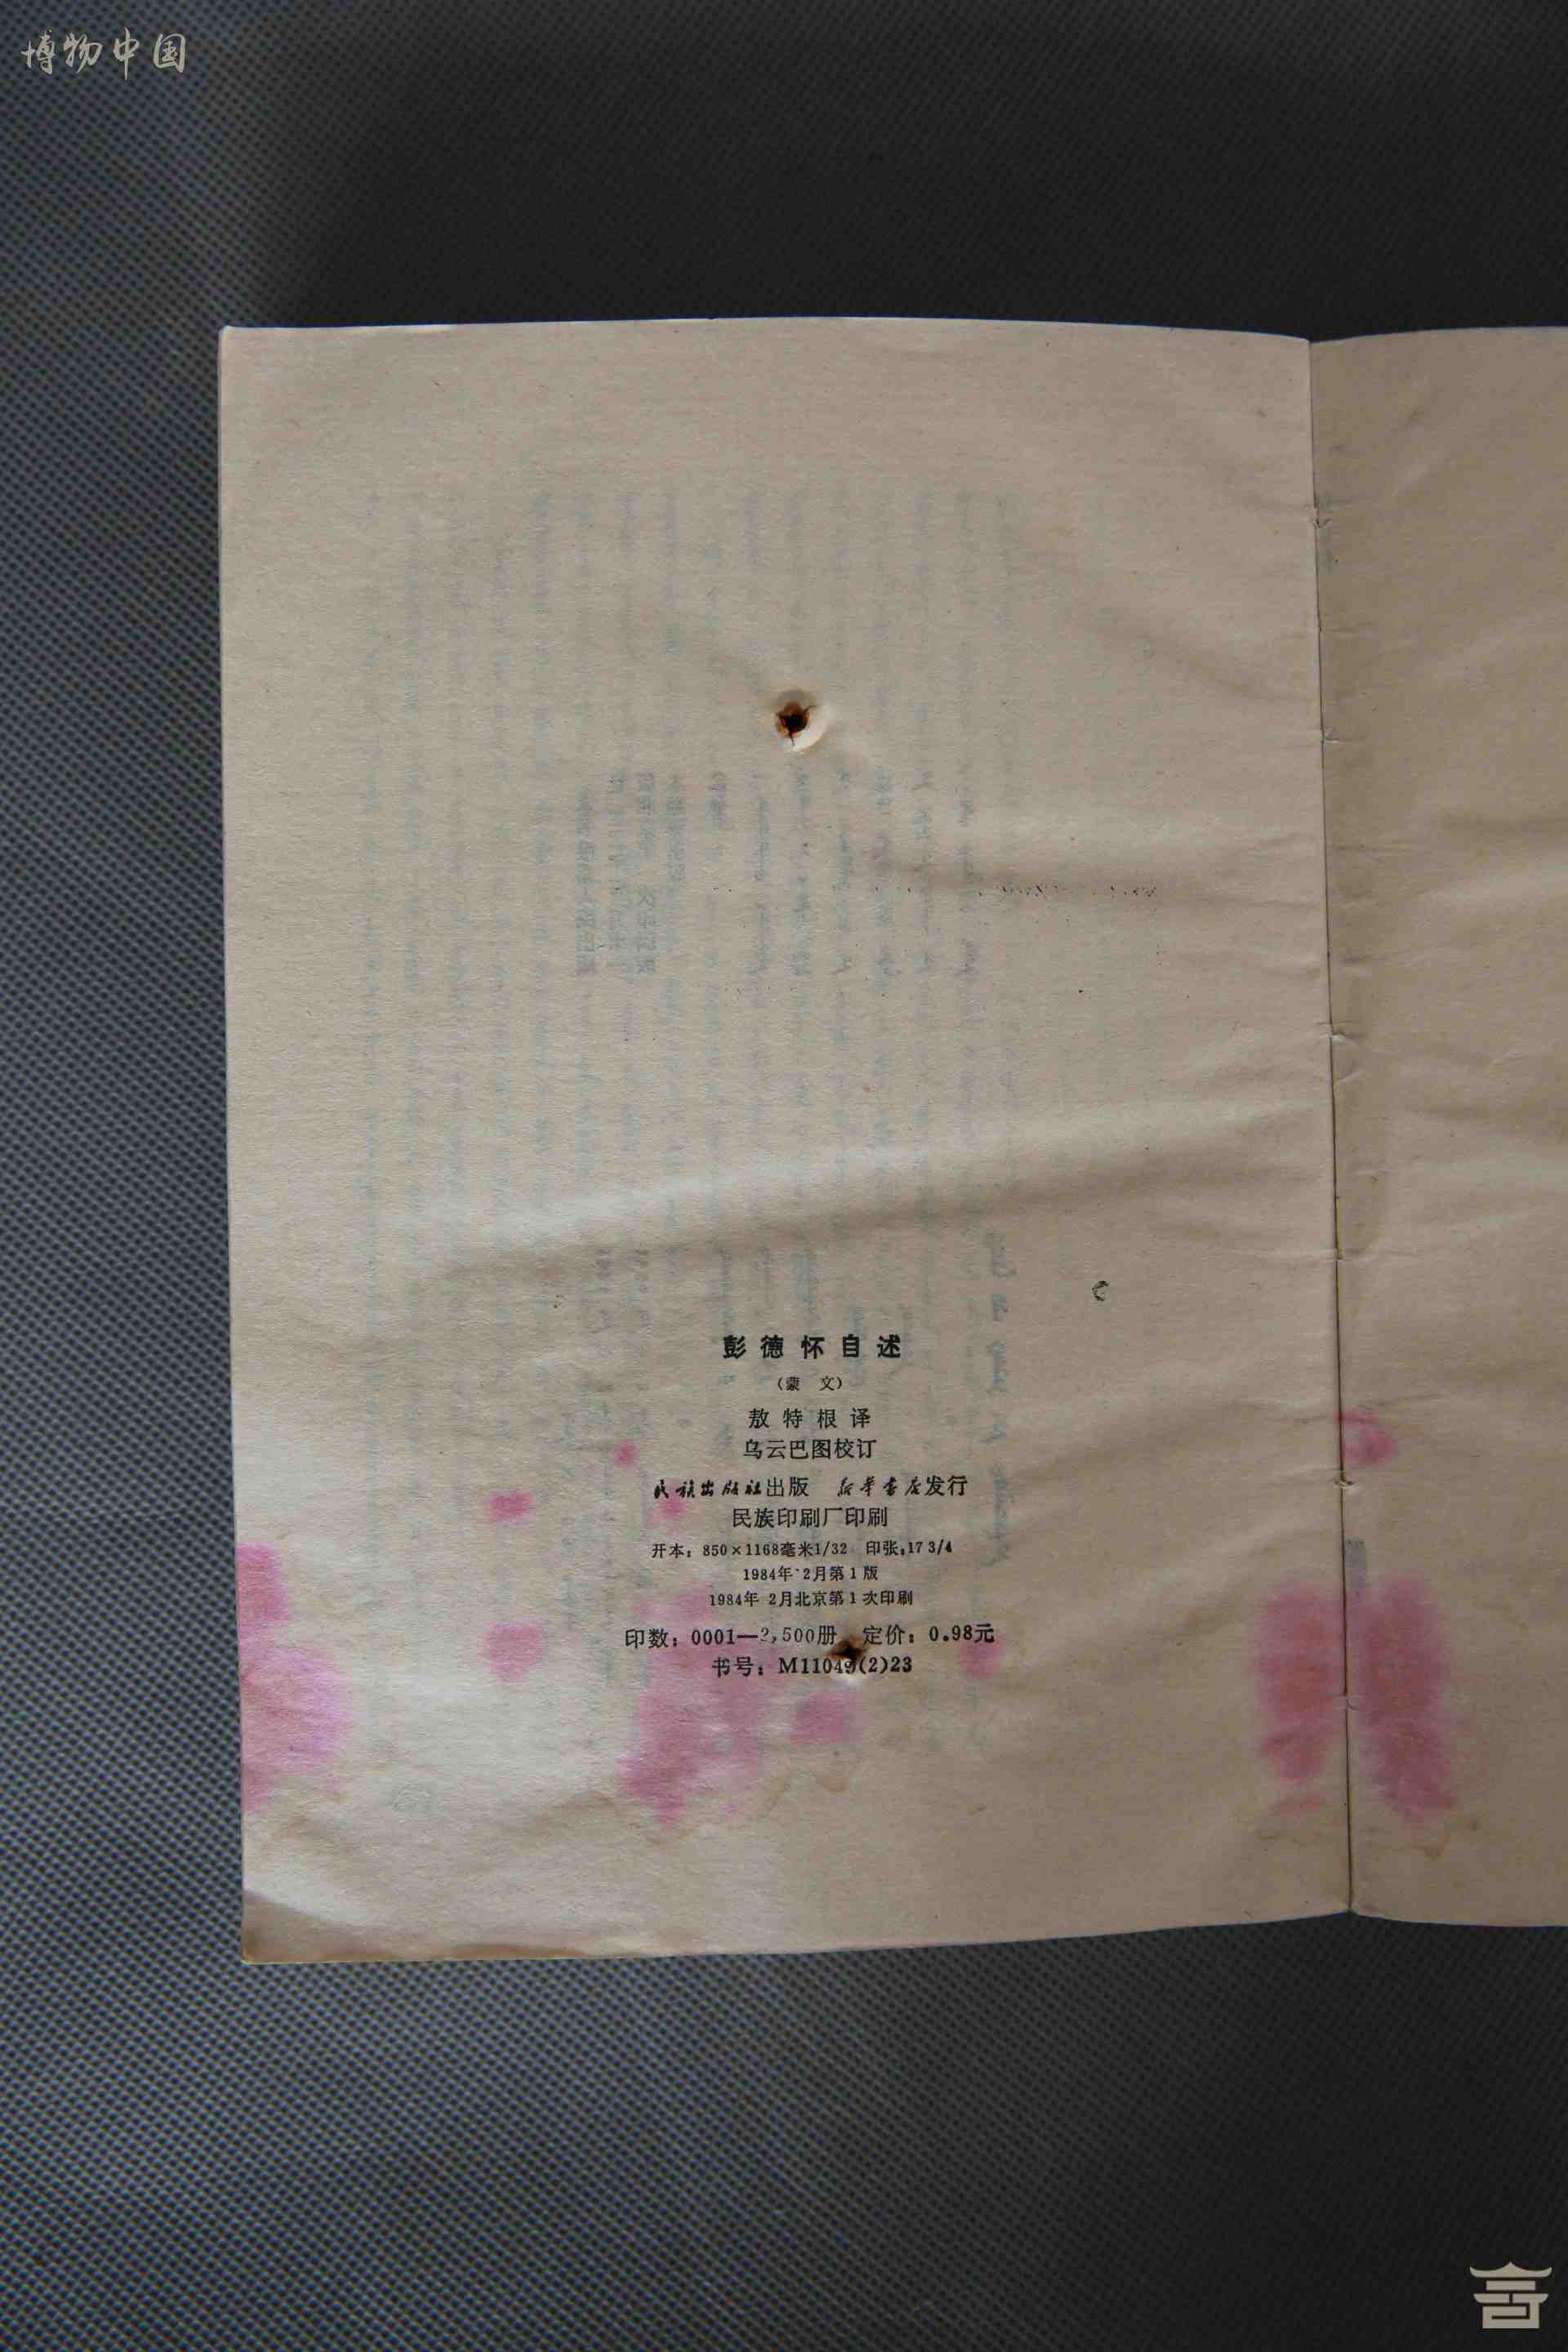 博物中国
彭德怀自述
（蒙 文）
敖特根译
乌云巴图校订
民族出版社出版 新华书店发行
民族印刷厂印刷
开本：850×1168毫米1/32 印张：17 3/4
1984年 2月第1版
1984年 2月北京第1次印刷
印数：0001—2,500册 定价：0.98元
书号：M11049(2)23